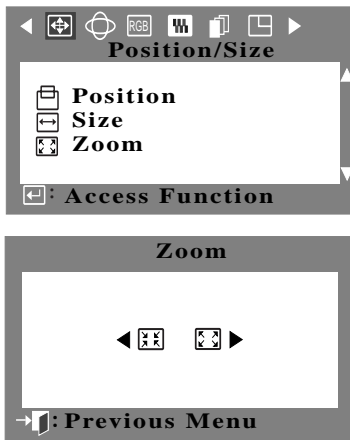 RGB
Position/Size
Position
Size
Zoom
: Access Function
Zoom
: Previous Menu